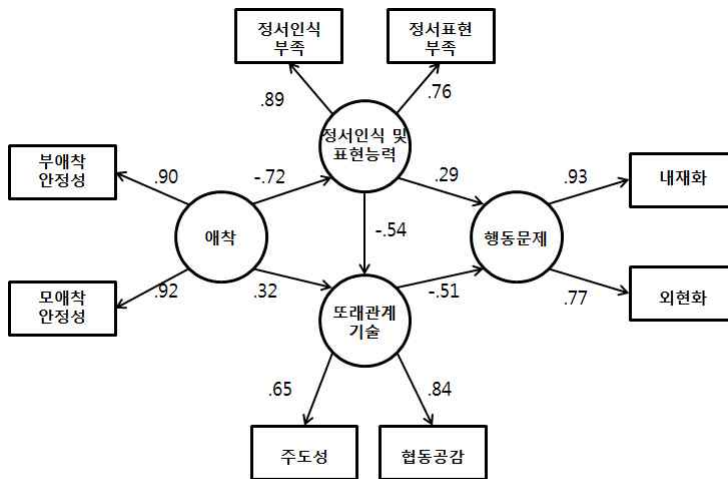 정서인식
부족
정서표현
부족
.89
.76
정서인식 및
표현능력
부애착
안정성
.90
-.72
.29
.93
내재화
애착
-.54
행동문제
모애착
안정성
.92
.32
-.51
.77
외현화
또래관계
기술
.65
.84
주도성
협동공감